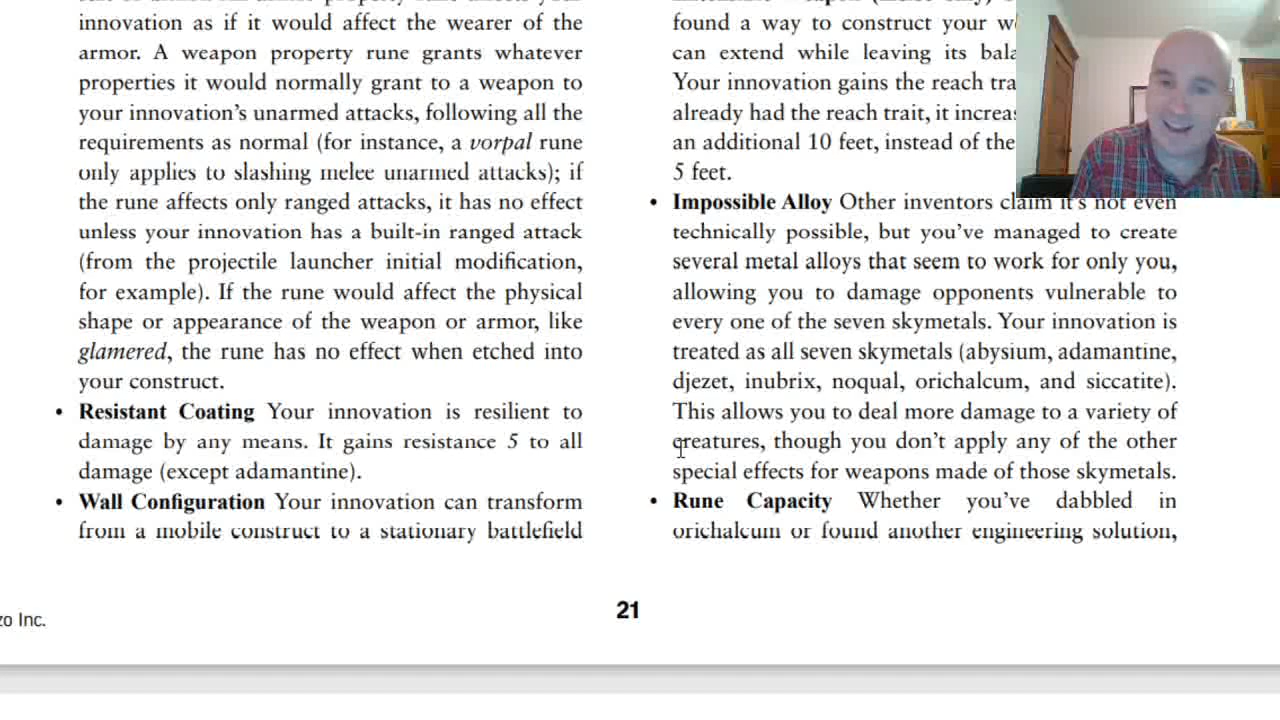 innovation as if it would affect the wearer of the
armor. A weapon property rune grants whatever
properties it would normally grant to a weapon to
your innovation's unarmed attacks, following all the
requirements as normal (for instance, a vorpal rune
only applies to slashing melee unarmed attacks); if
the rune affects only ranged attacks, it has no effect
unless your innovation has a built-in ranged attack
(from the projectile launcher initial modification,
for example). If the rune would affect the physical
shape or appearance of the weapon or armor, like
glamered, the rune has no effect when etched into
your construct.
• Resistant Coating Your innovation is resilient to
damage by any means. It gains resistance 5 to all
damage (except adamantine).
• Wall Configuration Your innovation can transform
from a mobile construct to a stationary battlefield
found a way to construct your
can extend while leaving its
Your innovation gains the reach
already had the reach trait, it
an additional 10 feet, instead of the
5 feet.
• Impossible Alloy Other inventors claim it's not even
technically possible, but you've managed to create
several metal alloys that seem to work for only you,
allowing you to damage opponents vulnerable to
every one of the seven skymetals. Your innovation is
treated as all seven skymetals (abysium, adamantine,
djezet, inubrix, noqual, orichalcum, and siccatite).
This allows you to deal more damage to a variety of
creatures, though you don't apply any of the other
special effects for weapons made of those skymetals.
• Rune Capacity Whether you've dabbled in
orichalcum or found another engineering solution,
21
zo Inc.